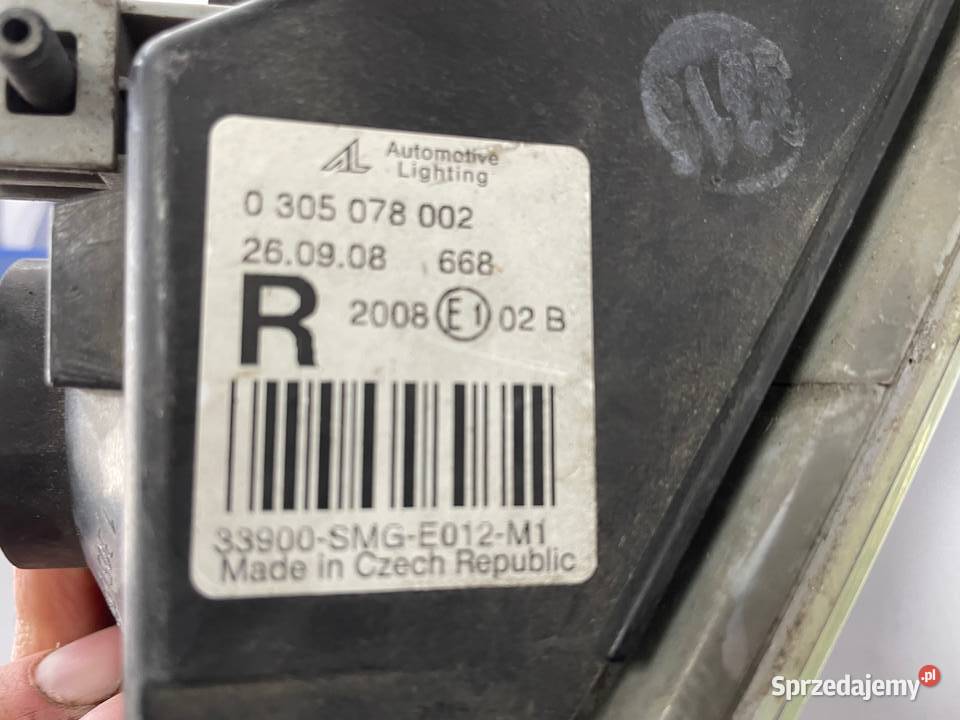 Automotive
Lighting
0 305 078 002
26.09.08 668
R 2008 E1 02 B
33900-SMG-E012-M1
Made in Czech Republic
Sprzedajemy.pl